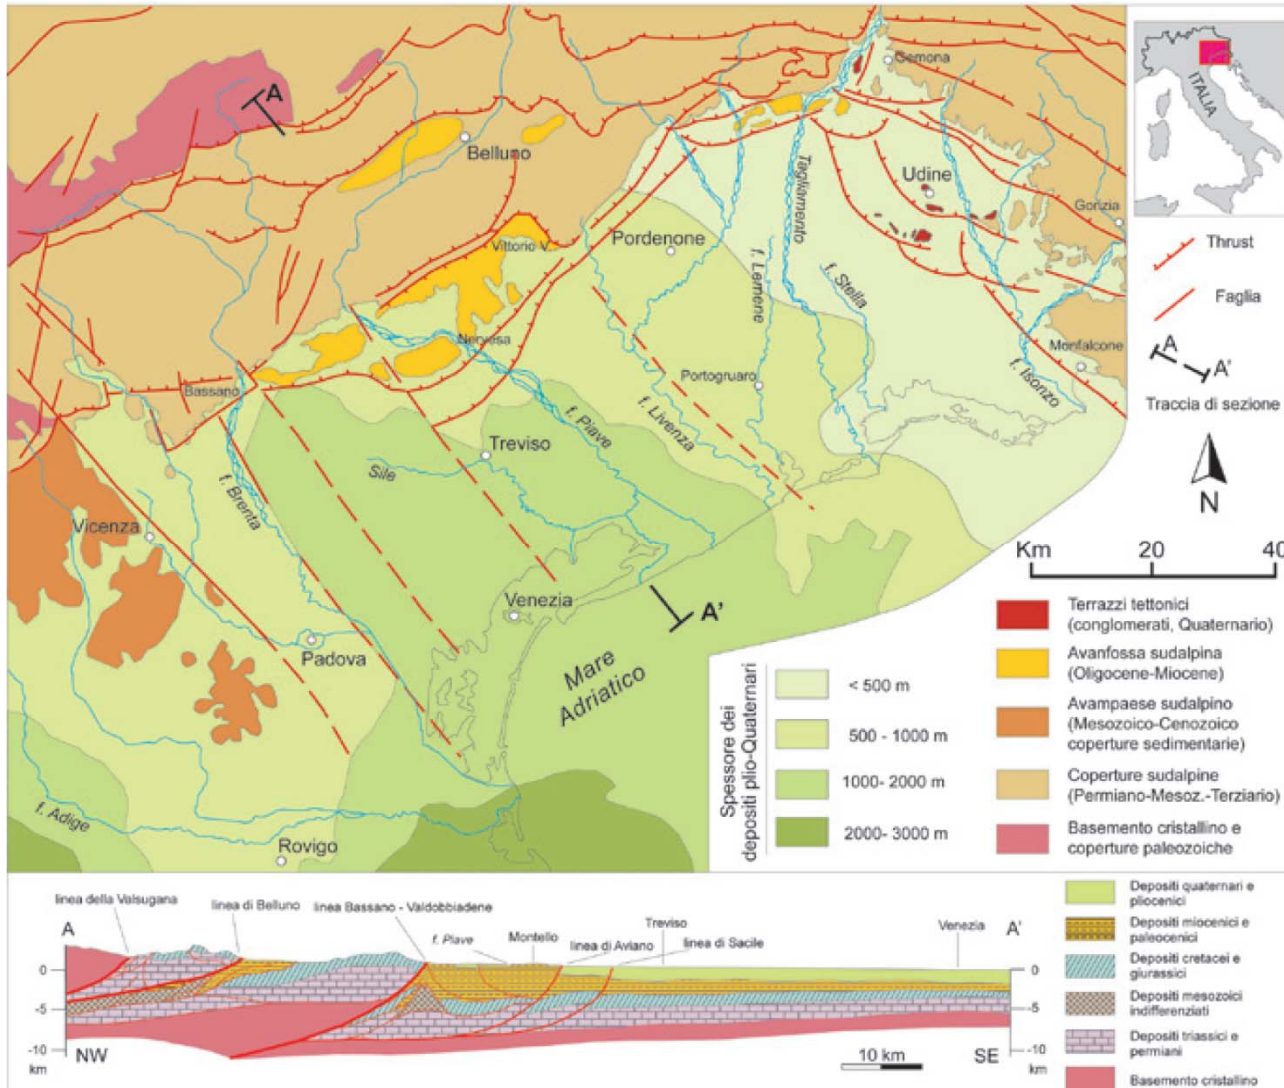 A
Belluno
Gemona
Udine
Gorizia
Vittorio V.
Pordenone
Tagliamento
f. Lemene
f. Stella
Nervesa
Monfalcone
f. Isonzo
Bassano
Portogruaro
f. Livenza
f. Piave
Treviso
Sile
f. Brenta
Vicenza
Venezia
A'
Padova
Mare
Adriatico
f. Adige
Rovigo
ITALIA
Thrust
Faglia
A
A'
Traccia di sezione
N
Km 20 40
Spessore dei
depositi plio-Quaternari
< 500 m
500 - 1000 m
1000- 2000 m
2000- 3000 m
Terrazzi tettonici
(conglomerati, Quaternario)
Avanfossa sudalpina
(Oligocene-Miocene)
Avampaese sudalpino
(Mesozoico-Cenozoico
coperture sedimentarie)
Coperture sudalpine
(Permiano-Mesoz.-Terziario)
Basemento cristallino e
coperture paleozoiche
linea della Valsugana
linea di Belluno
linea Bassano - Valdobbiadene
f. Piave
Montello
linea di Aviano
Treviso
linea di Sacile
Venezia
A
A'
0
-5
-10
km
NW
0
-5
-10
km
SE
10 km
Depositi quaternari e
pliocenici
Depositi miocenici e
paleocenici
Depositi cretacei e
giurassici
Depositi mesozoici
indifferenziati
Depositi triassici e
permiani
Basamento cristallino